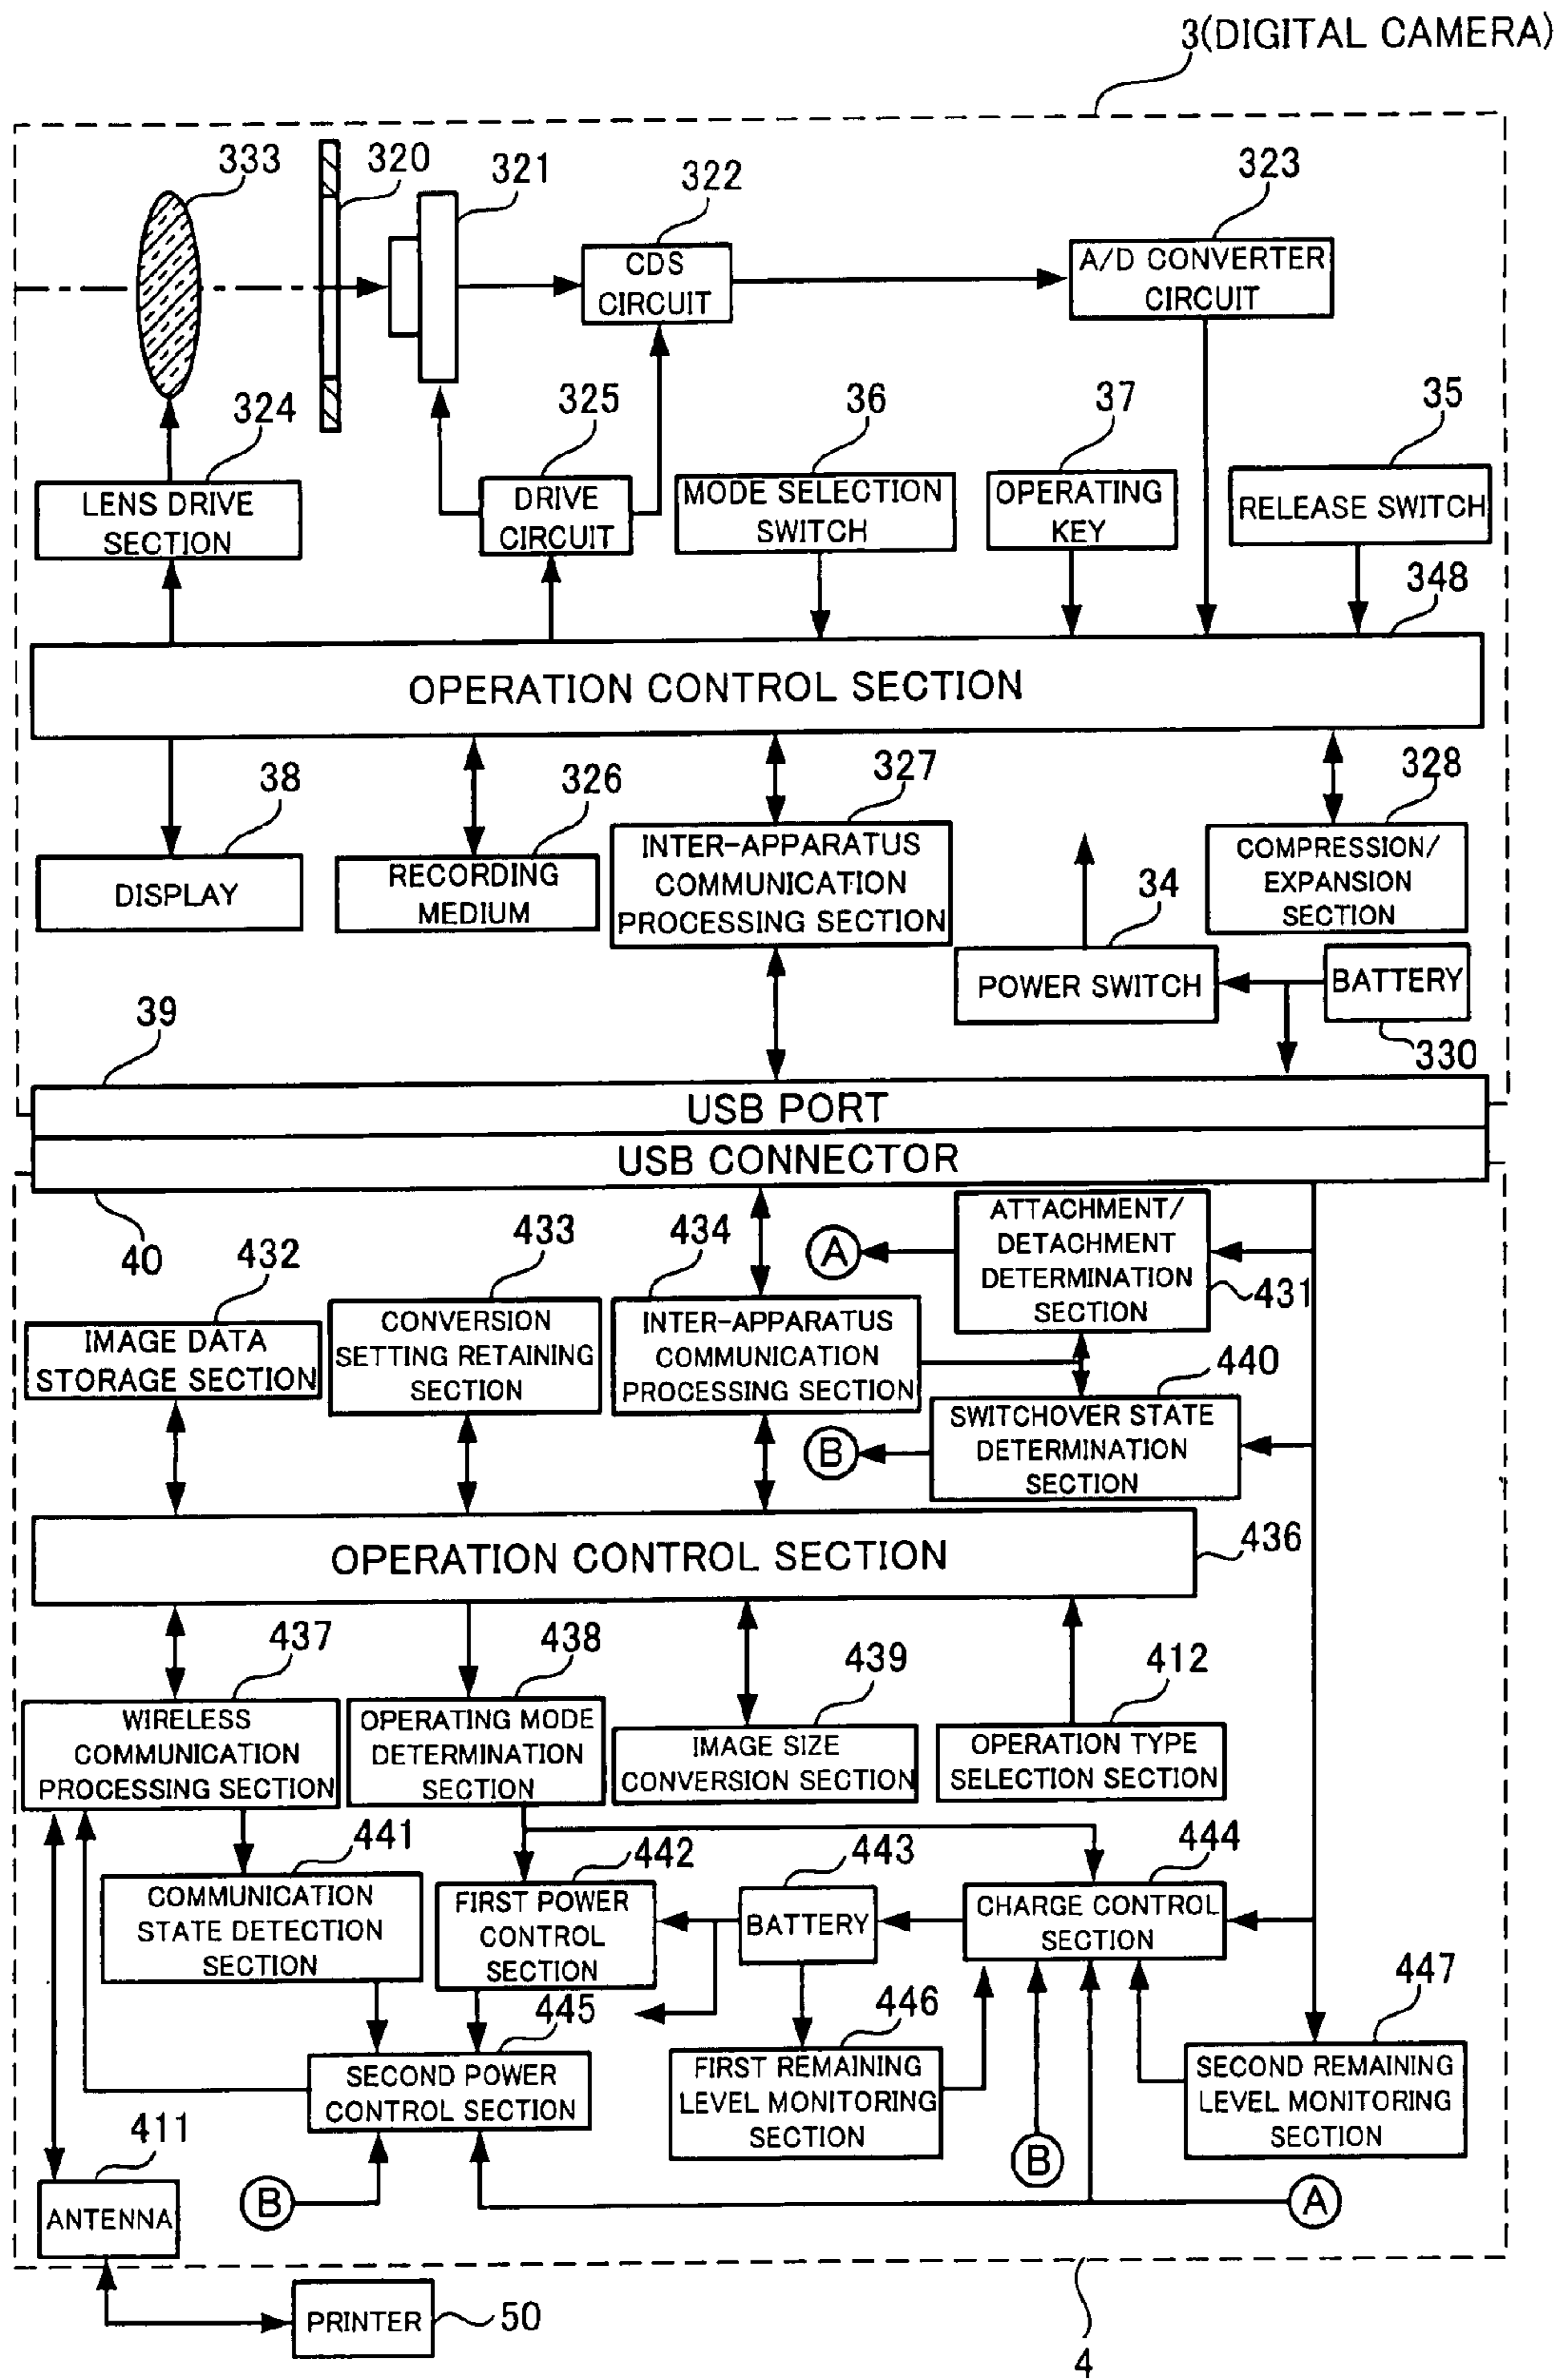 3(DIGITAL CAMERA)
333
320
321
322
323
CDS
CIRCUIT
A/D CONVERTER
CIRCUIT
324
325
36
37
35
LENS DRIVE
SECTION
DRIVE
CIRCUIT
MODE SELECTION
SWITCH
OPERATING
KEY
RELEASE SWITCH
348
OPERATION CONTROL SECTION
38
326
327
328
DISPLAY
RECORDING
MEDIUM
INTER-APPARATUS
COMMUNICATION
PROCESSING SECTION
34
COMPRESSION/
EXPANSION
SECTION
POWER SWITCH
BATTERY
330
39
USB PORT
USB CONNECTOR
40
432
433
434
A
ATTACHMENT/
DETACHMENT
DETERMINATION
SECTION
431
IMAGE DATA
STORAGE SECTION
CONVERSION
SETTING RETAINING
SECTION
INTER-APPARATUS
COMMUNICATION
PROCESSING SECTION
440
B
SWITCHOVER STATE
DETERMINATION
SECTION
OPERATION CONTROL SECTION
436
437
438
439
412
WIRELESS
COMMUNICATION
PROCESSING SECTION
OPERATING MODE
DETERMINATION
SECTION
IMAGE SIZE
CONVERSION SECTION
OPERATION TYPE
SELECTION SECTION
441
442
443
444
COMMUNICATION
STATE DETECTION
SECTION
FIRST POWER
CONTROL
SECTION
BATTERY
CHARGE CONTROL
SECTION
445
446
447
SECOND POWER
CONTROL SECTION
FIRST REMAINING
LEVEL MONITORING
SECTION
SECOND REMAINING
LEVEL MONITORING
SECTION
411
B
B
A
ANTENNA
PRINTER
50
4